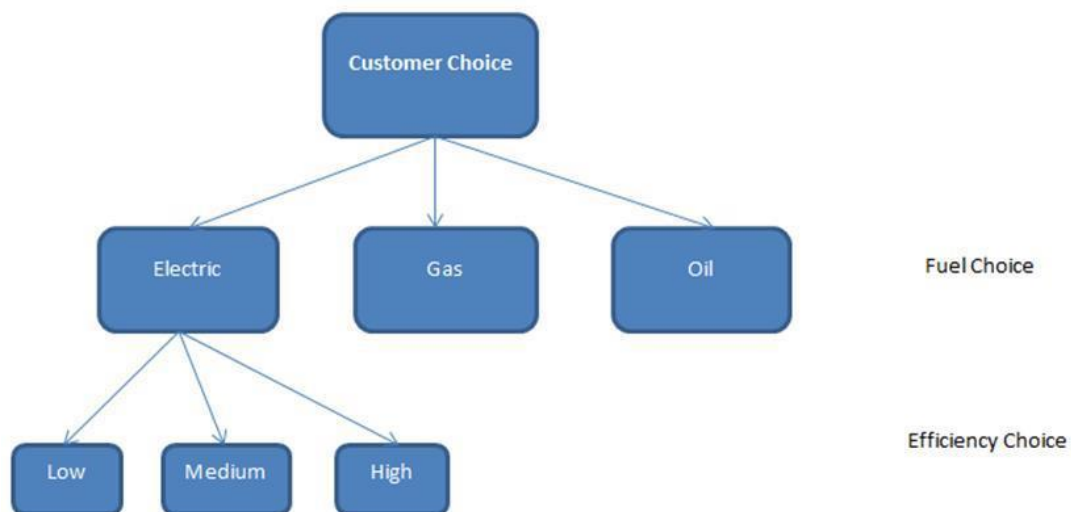 Customer Choice
Electric
Gas
Oil
Fuel Choice
Low
Medium
High
Efficiency Choice